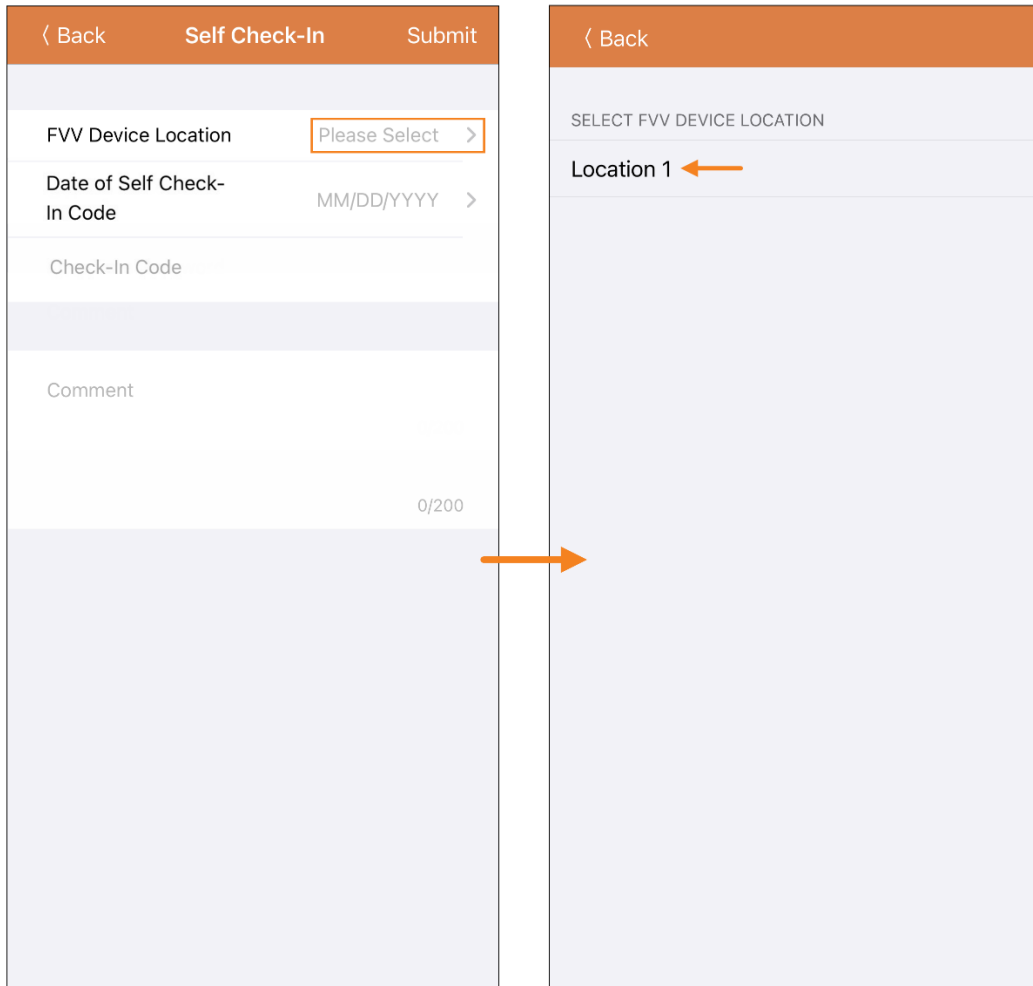 Back Self Check-In Submit
FVV Device Location Please Select
Date of Self Check-
In Code MM/DD/YYYY
Check-In Code
Comment
0/200
Back
SELECT FVV DEVICE LOCATION
Location 1